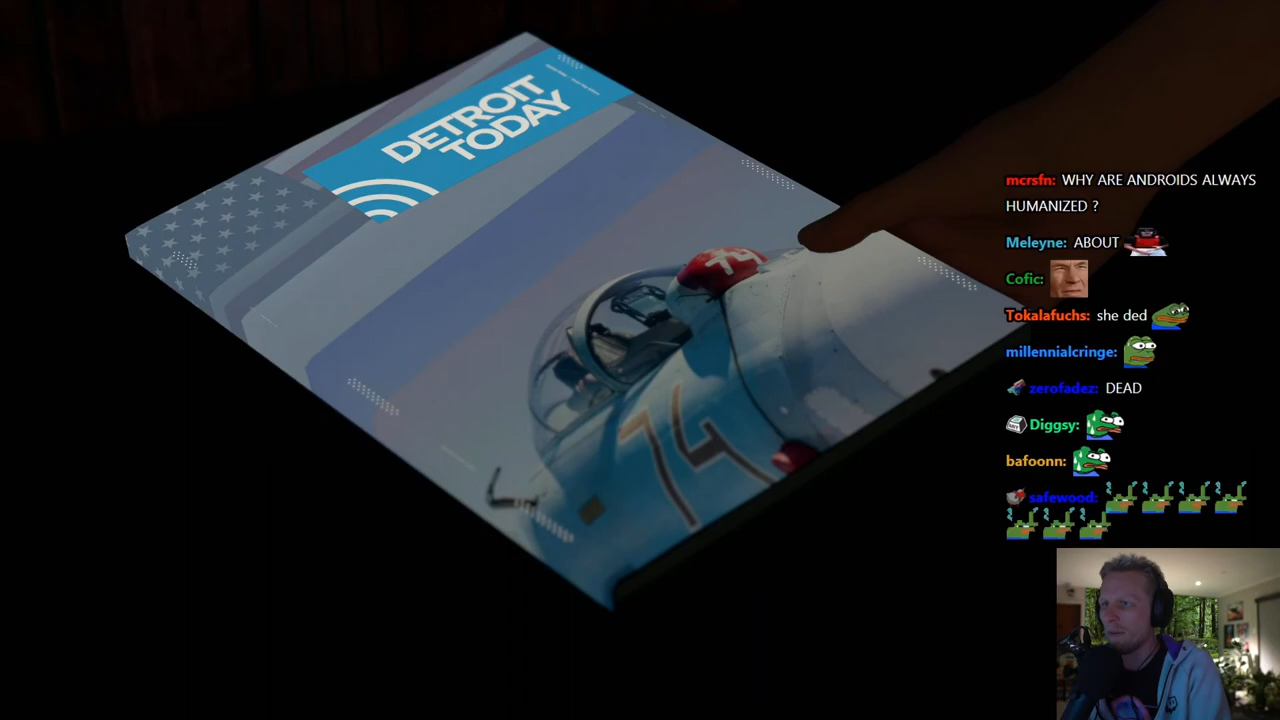 DETROIT
TODAY
74
14
mcrsfn: WHY ARE ANDROIDS ALWAYS
HUMANIZED ?
Meleyne: ABOUT
Cofic:
Tokalafuchs: she ded
millennialcringe:
zerofadez: DEAD
Diggsy:
bafoonn:
safewood: